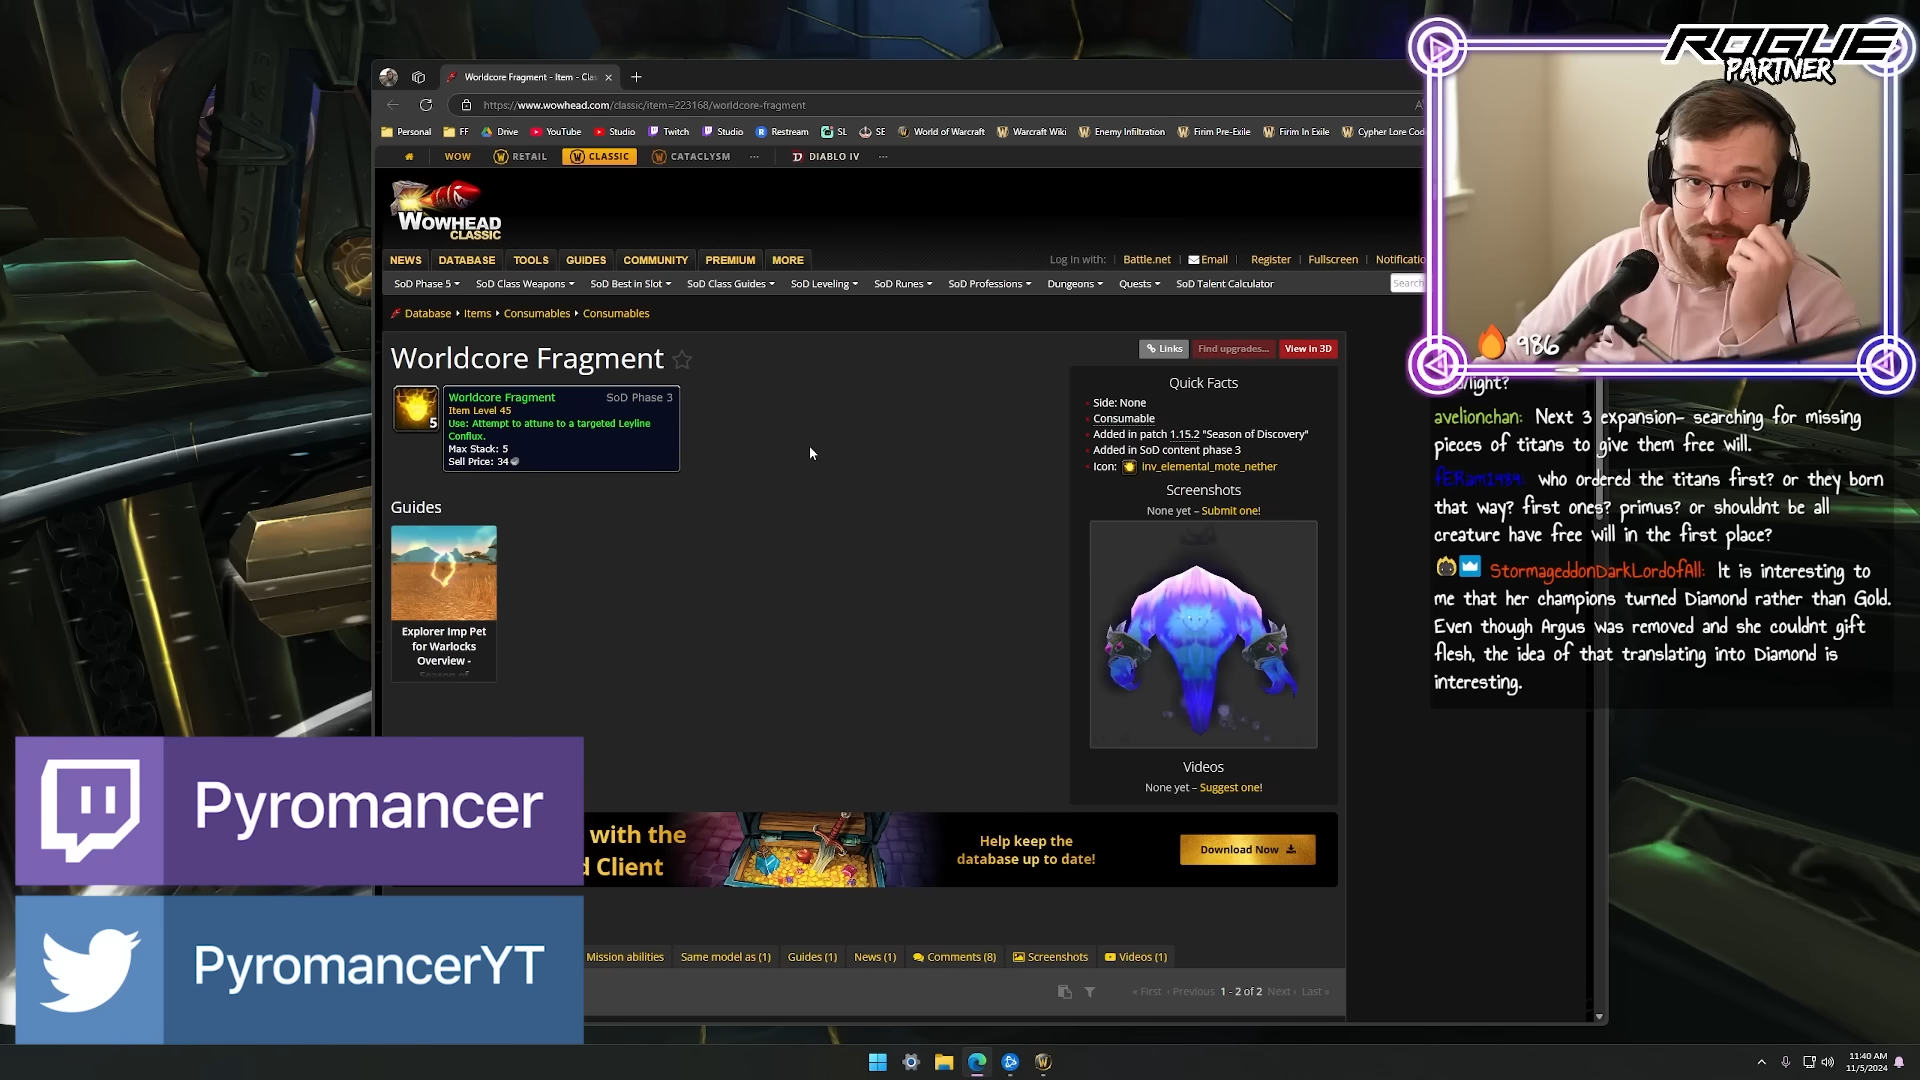 Worldcore Fragment - Item - Clas
https://www.wowhead.com/classic/item=223168/worldcore-fragment
Personal FF Drive YouTube Studio Twitch Studio Restream SL SE World of Warcraft Warcraft Wiki Enemy Infiltration Firim Pre-Exile Firim In Exile Cypher Lore Cod
WOW RETAIL CLASSIC CATACLYSM ... DIABLO IV ...
WOWHEAD
CLASSIC
NEWS DATABASE TOOLS GUIDES COMMUNITY PREMIUM MORE
Log in with: Battle.net | Email | Register | Fullscreen | Notificatio
SoD Phase 5 SoD Class Weapons SoD Best in Slot SoD Class Guides SoD Leveling SoD Runes SoD Professions Dungeons Quests SoD Talent Calculator
Search
Database Items Consumables Consumables
Worldcore Fragment
Links Find upgrades... View in 3D
5
Worldcore Fragment SoD Phase 3
Item Level 45
Use: Attempt to attune to a targeted Leyline
Conflux.
Max Stack: 5
Sell Price: 34
Guides
Explorer Imp Pet
for Warlocks
Overview -
Season of
Quick Facts
Side: None
Consumable
Added in patch 1.15.2 "Season of Discovery"
Added in SoD content phase 3
Icon: inv_elemental_mote_nether
Screenshots
None yet – Submit one!
Videos
None yet – Suggest one!
with the
Client
Help keep the
database up to date!
Download Now
Mission abilities Same model as (1) Guides (1) News (1) Comments (8) Screenshots Videos (1)
« First ‹ Previous 1 - 2 of 2 Next › Last »
ROGUE
PARTNER
986
light?
avelionchan: Next 3 expansion- searching for missing
pieces of titans to give them free will.
who ordered the titans first? or they born
that way? first ones? primus? or shouldnt be all
creature have free will in the first place?
StormageddonDarkLordofAll: It is interesting to
me that her champions turned Diamond rather than Gold.
Even though Argus was removed and she couldnt gift
flesh, the idea of that translating into Diamond is
interesting.
Pyromancer
PyromancerYT
11:40 AM
11/5/2024